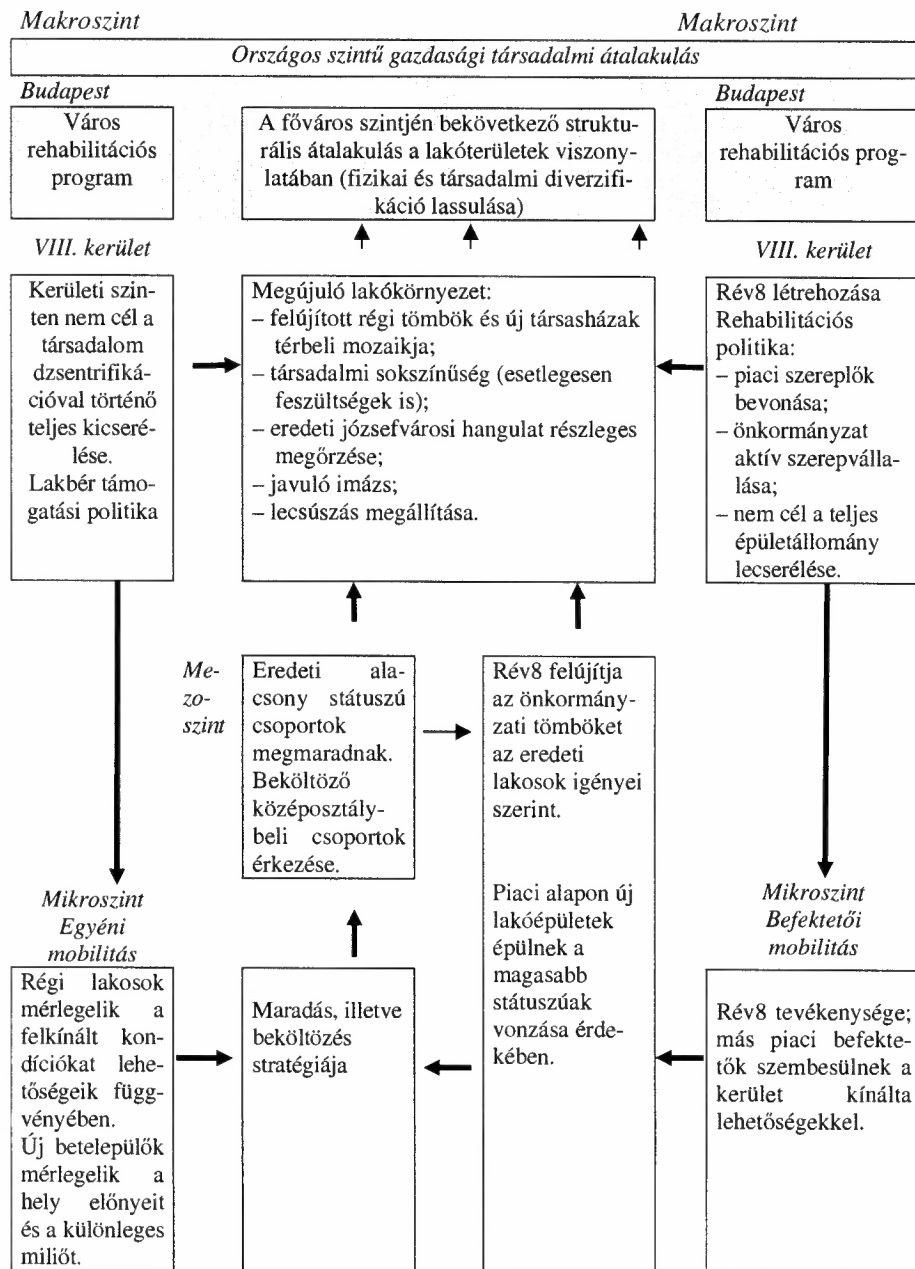 Makroszint
Makroszint
Országos szintű gazdasági társadalmi átalakulás
Budapest
Budapest
Város
rehabilitációs
program
A főváros szintjén bekövetkező struktu-
rális átalakulás a lakóterületek viszony-
latában (fizikai és társadalmi diverzifi-
káció lassulása)
Város
rehabilitációs prog-
ram
VIII. kerület
VIII. kerület
Kerületi szin-
ten nem cél a
társadalom
dzsentrifiká-
cióval történő
teljes kicseré-
lése.
Lakbér támo-
gatási politika
Megújuló lakókörnyezet:
– felújított régi tömbök és új társasházak
térbeli mozaikja;
– társadalmi sokszínűség (esetlegesen
feszültségek is);
– eredeti józsefvárosi hangulat részleges
megőrzése;
– javuló imázs;
– lecsúszás megállítása.
Rév8 létrehozása
Rehabilitációs
politika:
– piaci szereplők
bevonása;
– önkormányzat
aktív szerepválla-
lása;
– nem cél a teljes
épületállomány
lecserélése.
Me-
zo-
szint
Eredeti ala-
csony státuszú
csoportok
megmaradnak.
Beköltöző
középosztály-
beli csoportok
érkezése.
Rév8 felújítja
az önkormány-
zati tömböket
az eredeti
lakosok igényei
szerint.
Piaci alapon új
lakóépületek
épülnek a
magasabb
státuszúak
vonzása érde-
kében.
Mikroszint
Egyéni
mobilitás
Mikroszint
Befektetői
mobilitás
Régi lakosok
mérlegelik a
felkínált kon-
díciókat lehe-
tőségeik függ-
vényében.
Új betelepülők
mérlegelik a
hely előnyeit
és a különleges
miliőt.
Maradás, illetve
beköltözés
stratégiája
Rév8 tevékenysége;
más piaci befekte-
tők szembesülnek a
kerület kínálta
lehetőségekkel.